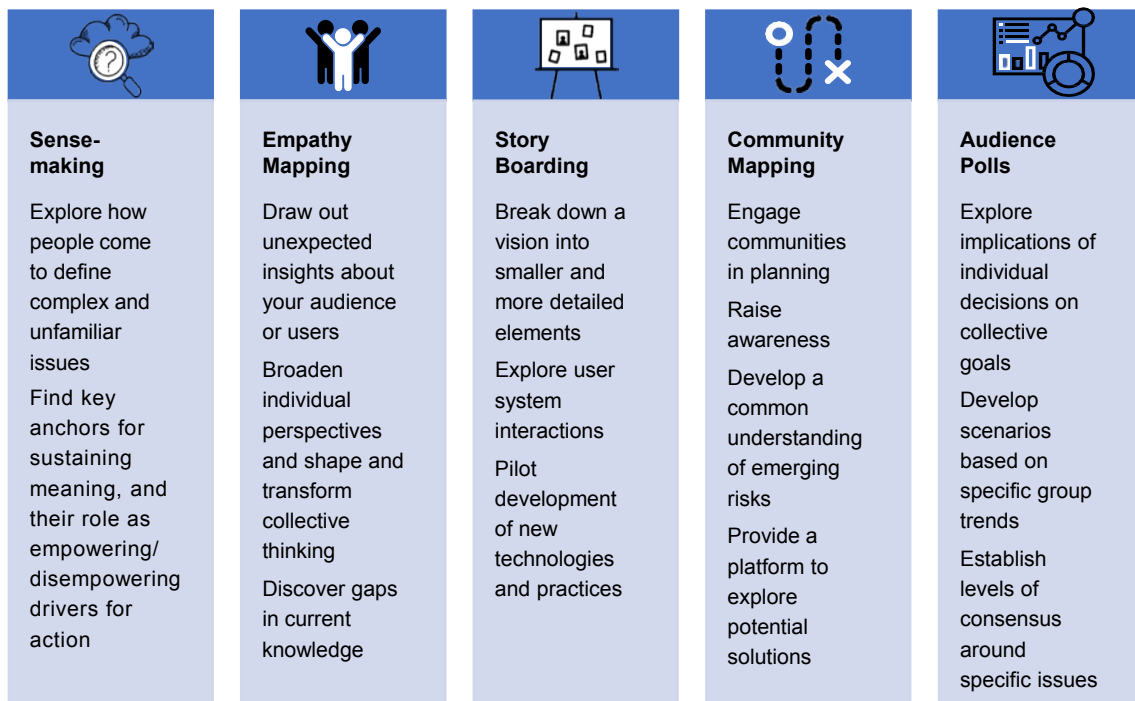 ?
Sense-
making
Explore how
people come
to define
complex and
unfamiliar
issues
Find key
anchors for
sustaining
meaning, and
their role as
empowering/
disempowering
drivers for
action
Empathy
Mapping
Draw out
unexpected
insights about
your audience
or users
Broaden
individual
perspectives
and shape and
transform
collective
thinking
Discover gaps
in current
knowledge
Story
Boarding
Break down a
vision into
smaller and
more detailed
elements
Explore user
system
interactions
Pilot
development
of new
technologies
and practices
Community
Mapping
Engage
communities
in planning
Raise
awareness
Develop a
common
understanding
of emerging
risks
Provide a
platform to
explore
potential
solutions
Audience
Polls
Explore
implications of
individual
decisions on
collective
goals
Develop
scenarios
based on
specific group
trends
Establish
levels of
consensus
around
specific issues